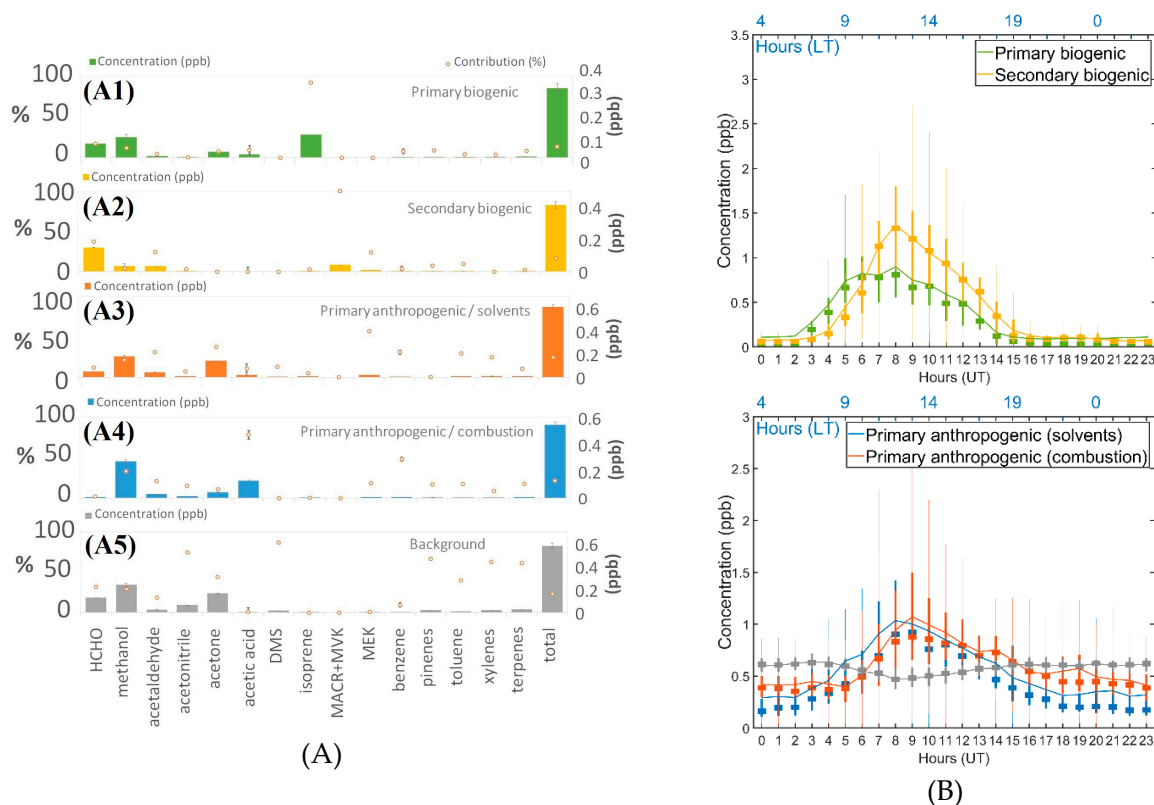 Concentration (ppb)
Contribution (%)
(A1)
Primary biogenic
100
50
0
%
0.4
0.3
0.2
0.1
0
(ppb)
Concentration (ppb)
(A2)
Secondary biogenic
100
50
0
%
0.4
0.2
0
(ppb)
Concentration (ppb)
(A3)
Primary anthropogenic / solvents
100
50
0
%
0.6
0.4
0.2
0
(ppb)
Concentration (ppb)
(A4)
Primary anthropogenic / combustion
100
50
0
%
0.6
0.4
0.2
0
(ppb)
Concentration (ppb)
(A5)
Background
100
50
0
%
0.6
0.4
0.2
0
(ppb)
HCHO
methanol
acetaldehyde
acetonitrile
acetone
acetic acid
DMS
isoprene
MACR+MVK
MEK
benzene
pinenes
toluene
xylenes
terpenes
total
(A)
4 9 14 19 0
Hours (LT)
Primary biogenic
Secondary biogenic
3.5
3
2.5
2
1.5
1
0.5
0
Concentration (ppb)
0 1 2 3 4 5 6 7 8 9 10 11 12 13 14 15 16 17 18 19 20 21 22 23
Hours (UT)
4 9 14 19 0
Hours (LT)
Primary anthropogenic (solvents)
Primary anthropogenic (combustion)
3
2.5
2
1.5
1
0.5
0
Concentration (ppb)
0 1 2 3 4 5 6 7 8 9 10 11 12 13 14 15 16 17 18 19 20 21 22 23
Hours (UT)
(B)